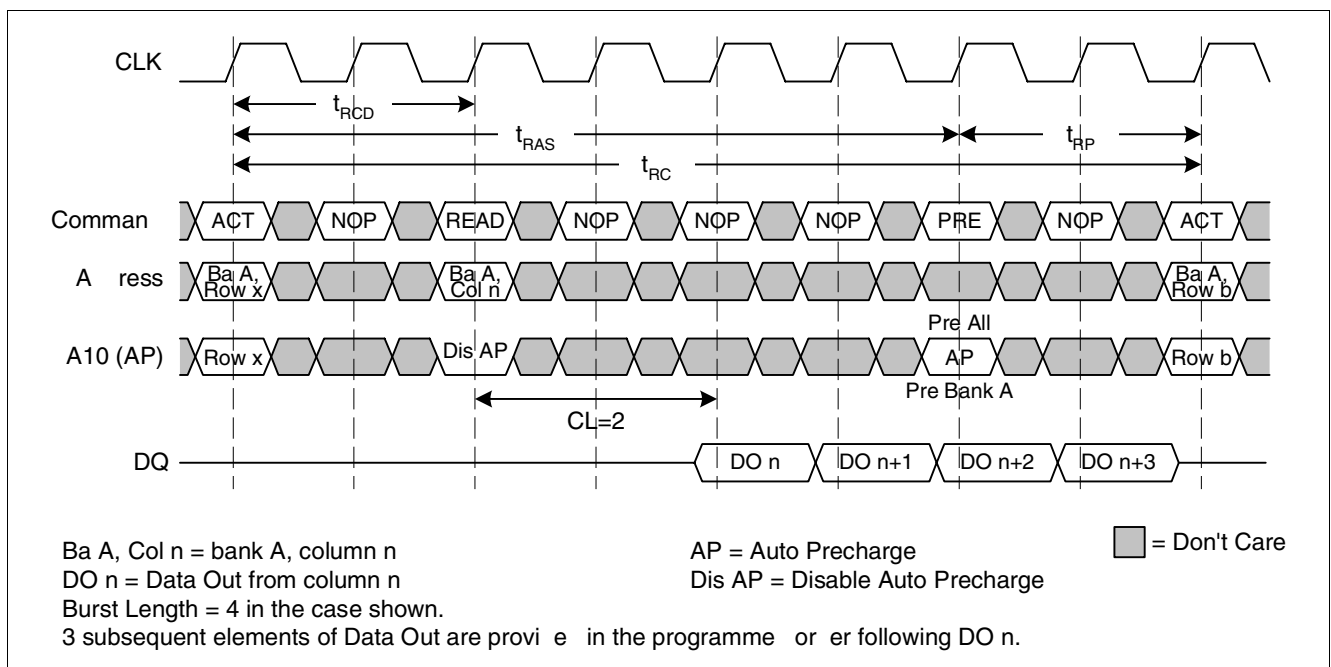 CLK
tRCD
tRAS
tRP
tRC
Comman
ACT NOP READ NOP NOP NOP PRE NOP ACT
A ress
Ba A, Row x
Ba A, Col n
Ba A, Row b
Pre All
A10 (AP)
Row x Dis AP AP Row b
Pre Bank A
CL=2
DQ
DO n DO n+1 DO n+2 DO n+3
Ba A, Col n = bank A, column n
DO n = Data Out from column n
Burst Length = 4 in the case shown.
3 subsequent elements of Data Out are provi e in the programme or er following DO n.
AP = Auto Precharge
Dis AP = Disable Auto Precharge
= Don't Care